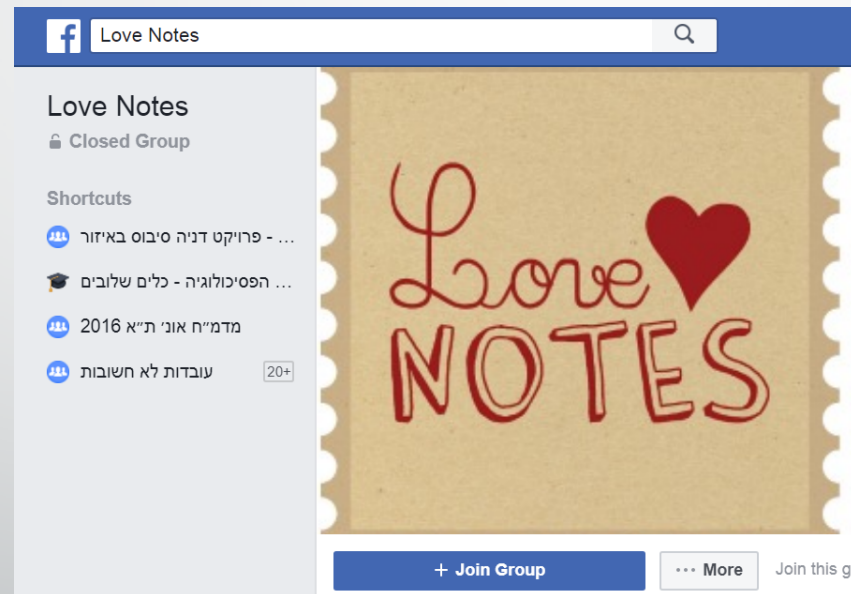 f
Love Notes
Love Notes
Closed Group
Shortcuts
... - פרויקט דניה סיבוס באיזור
... הפסיכולוגיה - כלים שלובים
מדמ״ח אונ׳ ת״א 2016
עובדות לא חשובות 20+
Love
NOTES
+ Join Group
••• More
Join this g